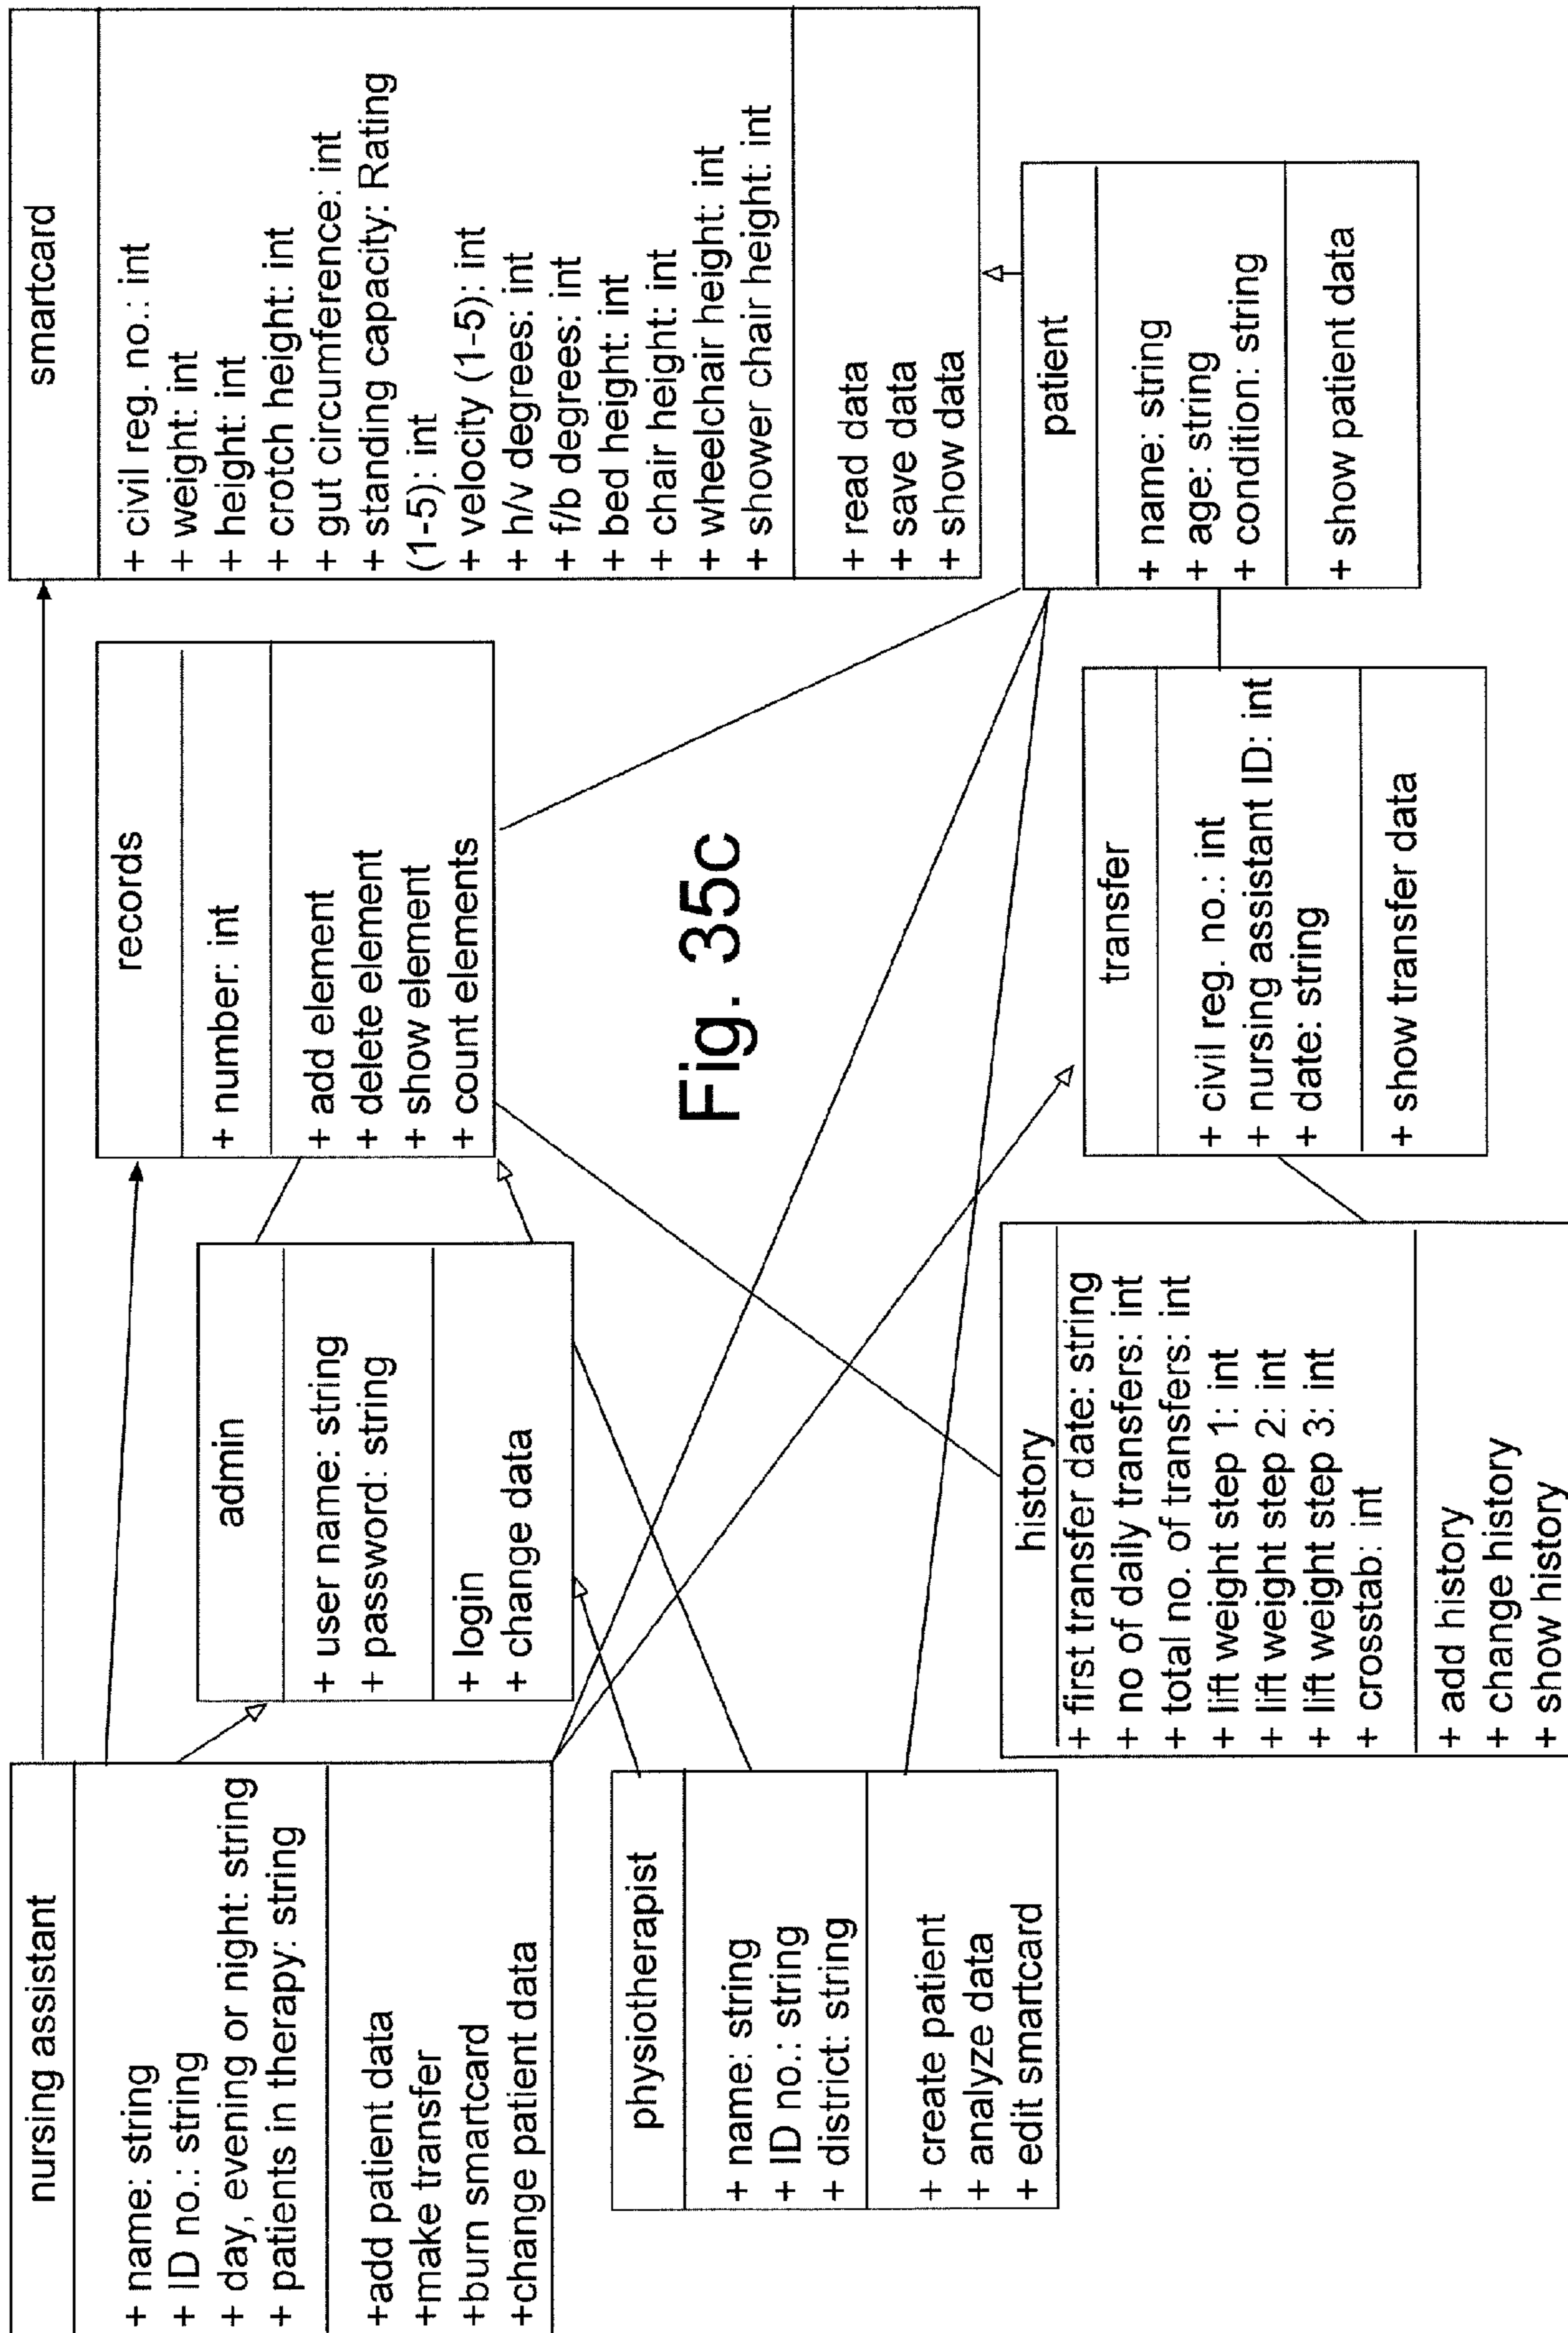 nursing assistant
+ name: string
+ ID no.: string
+ day, evening or night: string
+ patients in therapy: string
+add patient data
+make transfer
+burn smartcard
+change patient data
admin
+ user name: string
+ password: string
+ login
+ change data
records
+ number: int
+ add element
+ delete element
+ show element
+ count elements
smartcard
+ civil reg. no.: int
+ weight: int
+ height: int
+ crotch height: int
+ gut circumference: int
+ standing capacity: Rating
(1-5): int
+ velocity (1-5): int
+ h/v degrees: int
+ f/b degrees: int
+ bed height: int
+ chair height: int
+ wheelchair height: int
+ shower chair height: int
+ read data
+ save data
+ show data
physiotherapist
+ name: string
+ ID no.: string
+ district: string
+ create patient
+ analyze data
+ edit smartcard
history
+ first transfer date: string
+ no of daily transfers: int
+ total no. of transfers: int
+ lift weight step 1: int
+ lift weight step 2: int
+ lift weight step 3: int
+ crosstab: int
+ add history
+ change history
+ show history
transfer
+ civil reg. no.: int
+ nursing assistant ID: int
+ date: string
+ show transfer data
patient
+ name: string
+ age: string
+ condition: string
+ show patient data
Fig. 35c